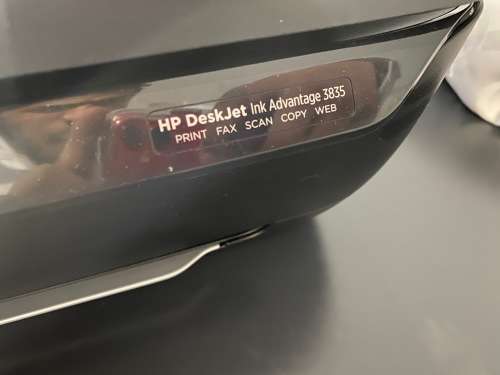 HP DeskJet Ink Advantage 3835
PRINT FAX SCAN COPY WEB